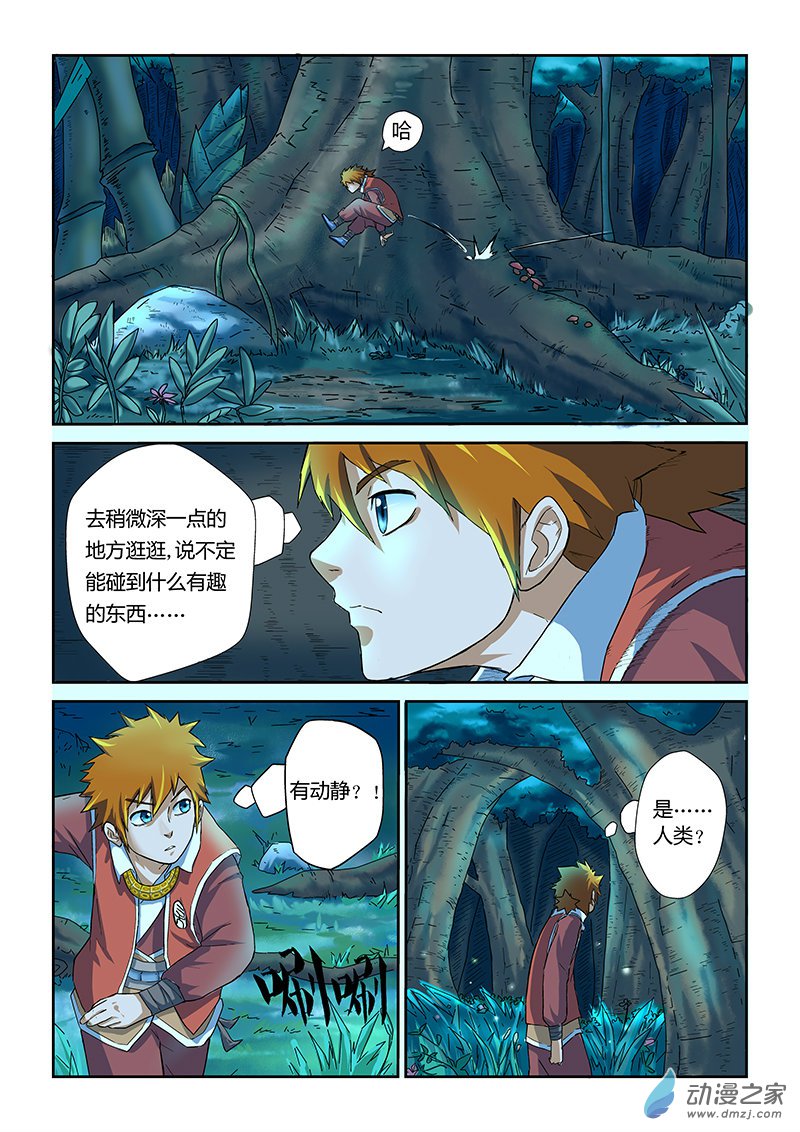 哈
去稍微深一点的
地方逛逛,说不定
能碰到什么有趣
的东西……
有动静?!
唰唰
是……
人类?
动漫之家
www.dmzj.com